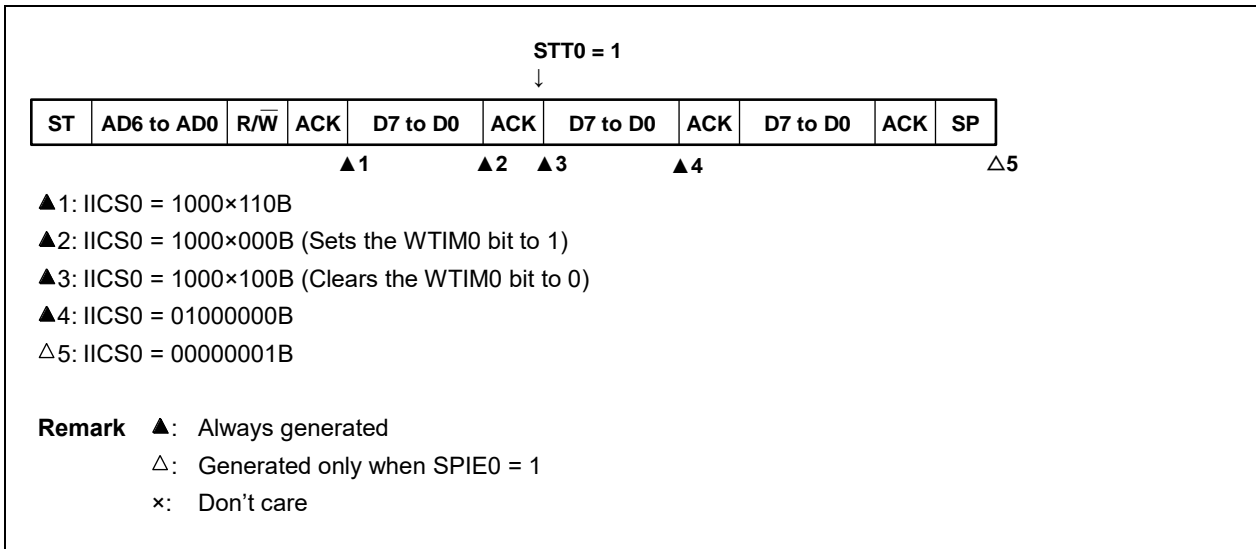 STT0 = 1
↓
ST AD6 to AD0 R/W̅ ACK D7 to D0 ACK D7 to D0 ACK D7 to D0 ACK SP
▲1 ▲2 ▲3 ▲4 △5
▲1: IICS0 = 1000×110B
▲2: IICS0 = 1000×000B (Sets the WTIM0 bit to 1)
▲3: IICS0 = 1000×100B (Clears the WTIM0 bit to 0)
▲4: IICS0 = 01000000B
△5: IICS0 = 00000001B
Remark ▲: Always generated
△: Generated only when SPIE0 = 1
×: Don’t care